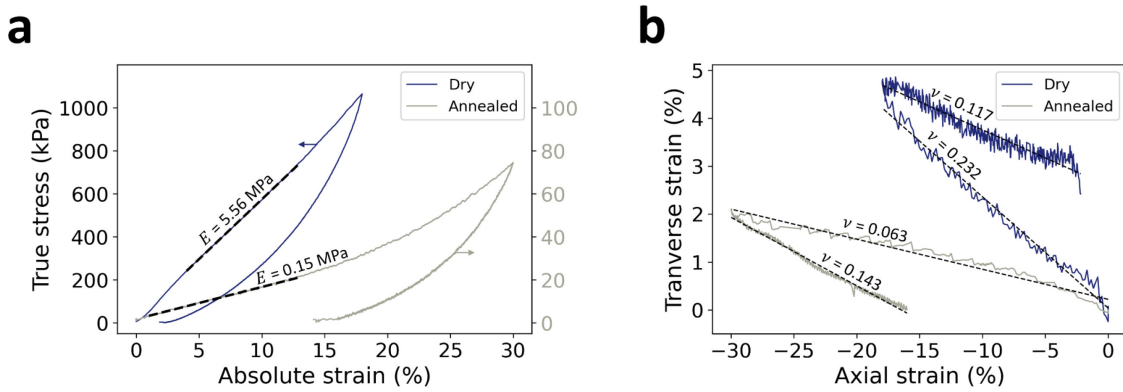 a
Dry
Annealed
True stress (kPa)
1000
800
600
400
200
0
100
80
60
40
20
0
E = 5.56 MPa
E = 0.15 MPa
0 5 10 15 20 25 30
Absolute strain (%)
b
Dry
Annealed
Tranverse strain (%)
5
4
3
2
1
0
ν = 0.117
ν = 0.232
ν = 0.063
ν = 0.143
−30 −25 −20 −15 −10 −5 0
Axial strain (%)